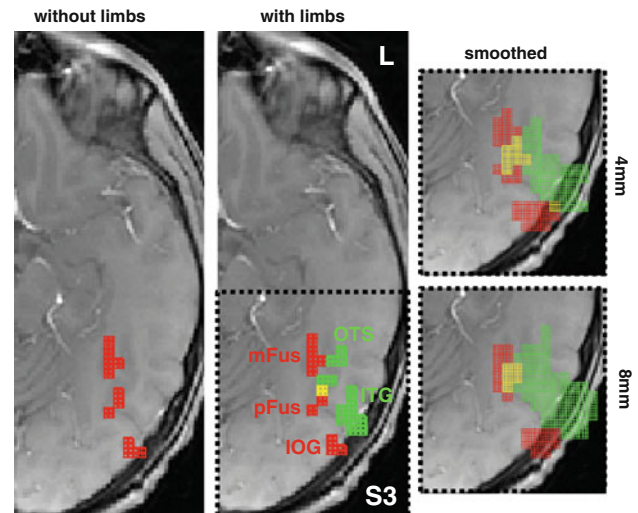 without limbs
with limbs
L
smoothed
4mm
OTS
mFus
ITG
pFus
IOG
S3
8mm